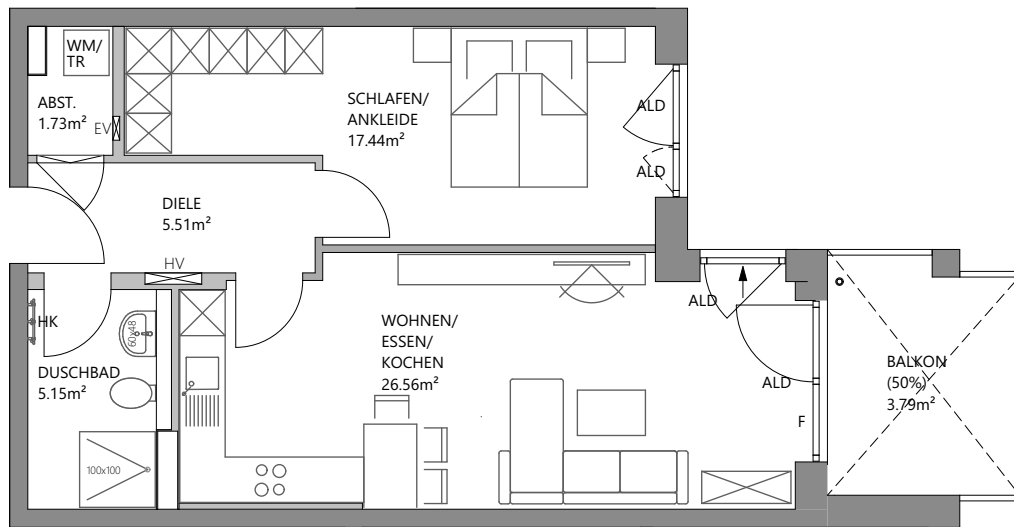 WM/
TR
ABST.
1.73m²
EV
SCHLAFEN/
ANKLEIDE
17.44m²
ALD
ALD
DIELE
5.51m²
HV
HK
60x48
DUSCHBAD
5.15m²
100x100
WOHNEN/
ESSEN/
KOCHEN
26.56m²
ALD
ALD
F
BALKON
(50%)
3.79m²